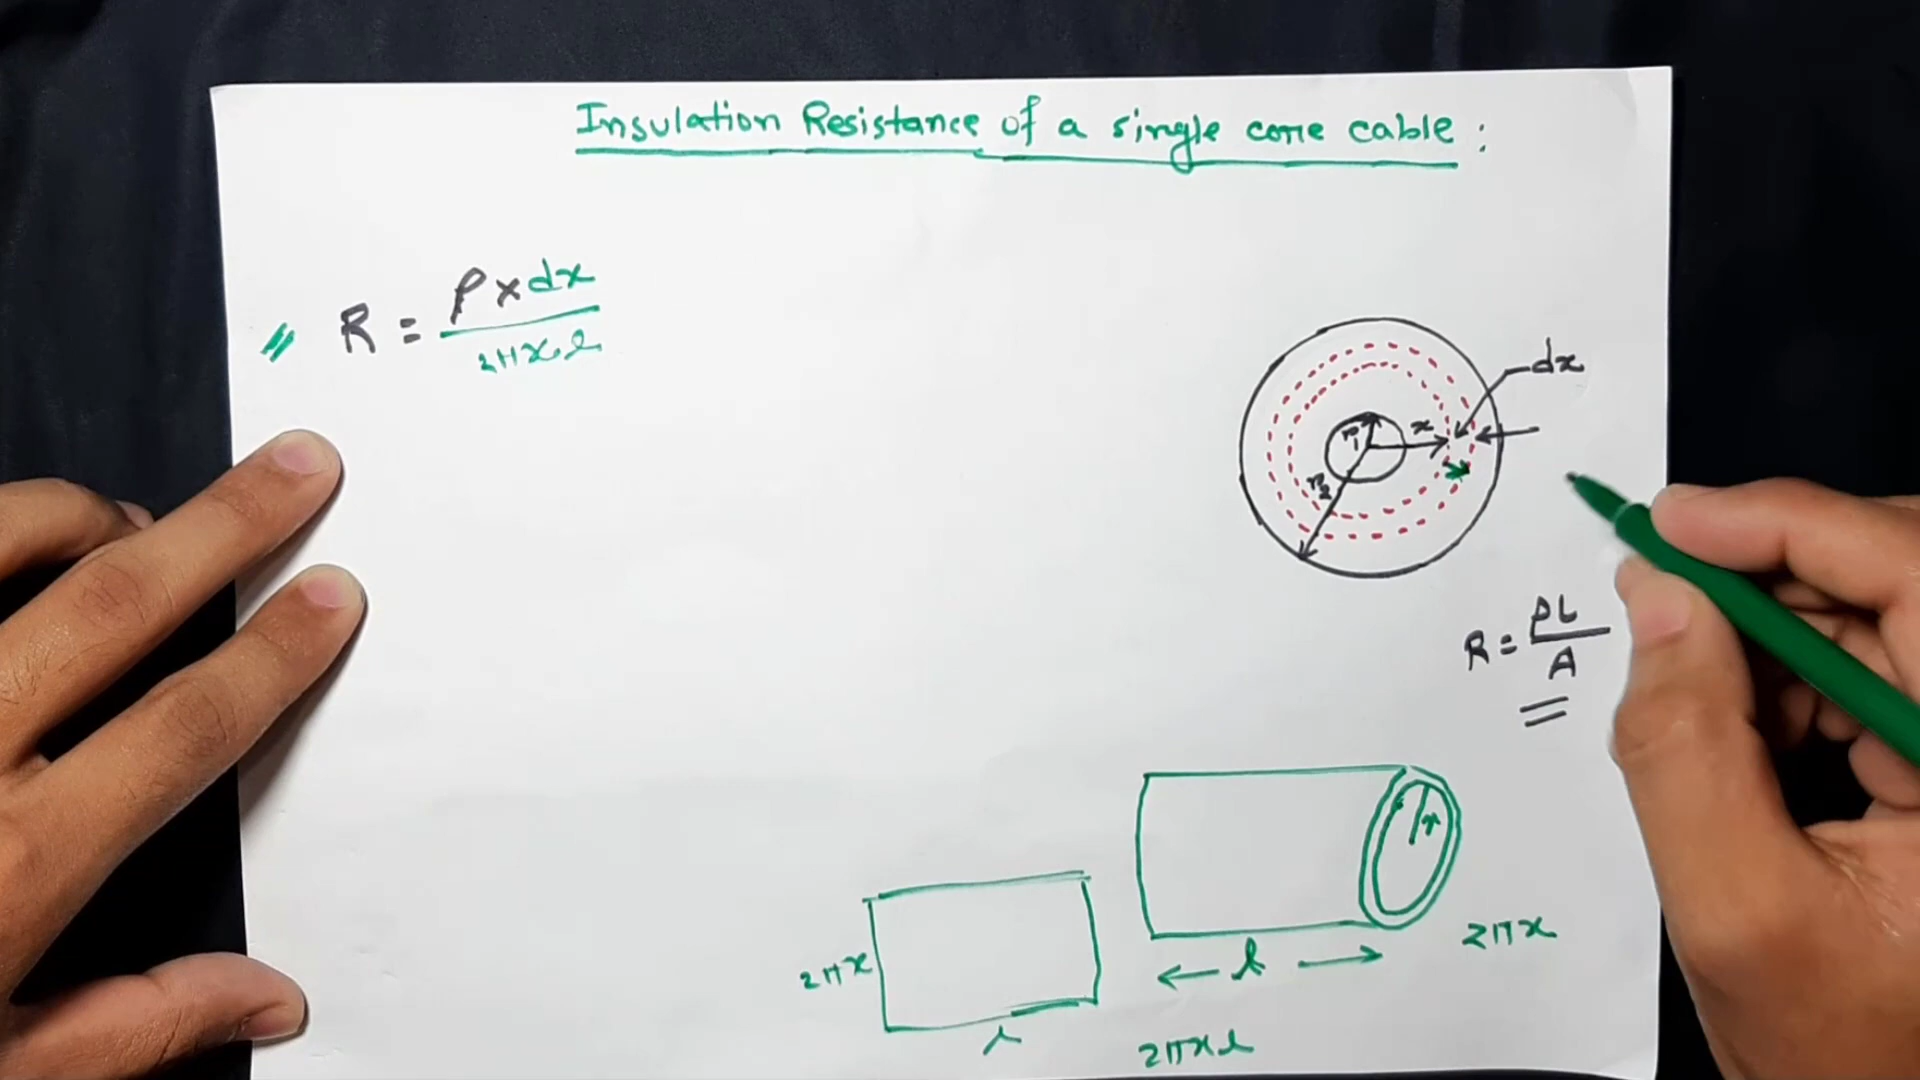 Insulation Resistance of a single core cable :
R = ρ x dx / 2πx l
dx
r1
x
r2
R = ρL / A
r
2πx
l
2πx
l
2πx l